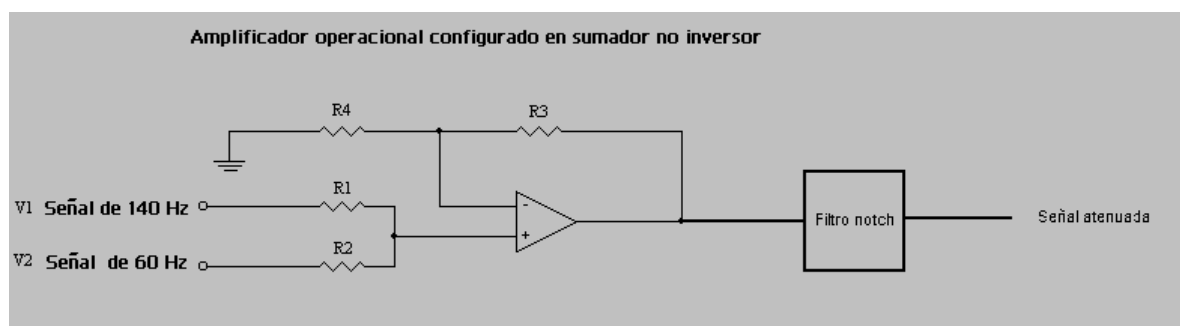 Amplificador operacional configurado en sumador no inversor
R4
R3
R1
V1 Señal de 140 Hz
-
Filtro notch
Señal atenuada
+
R2
V2 Señal de 60 Hz